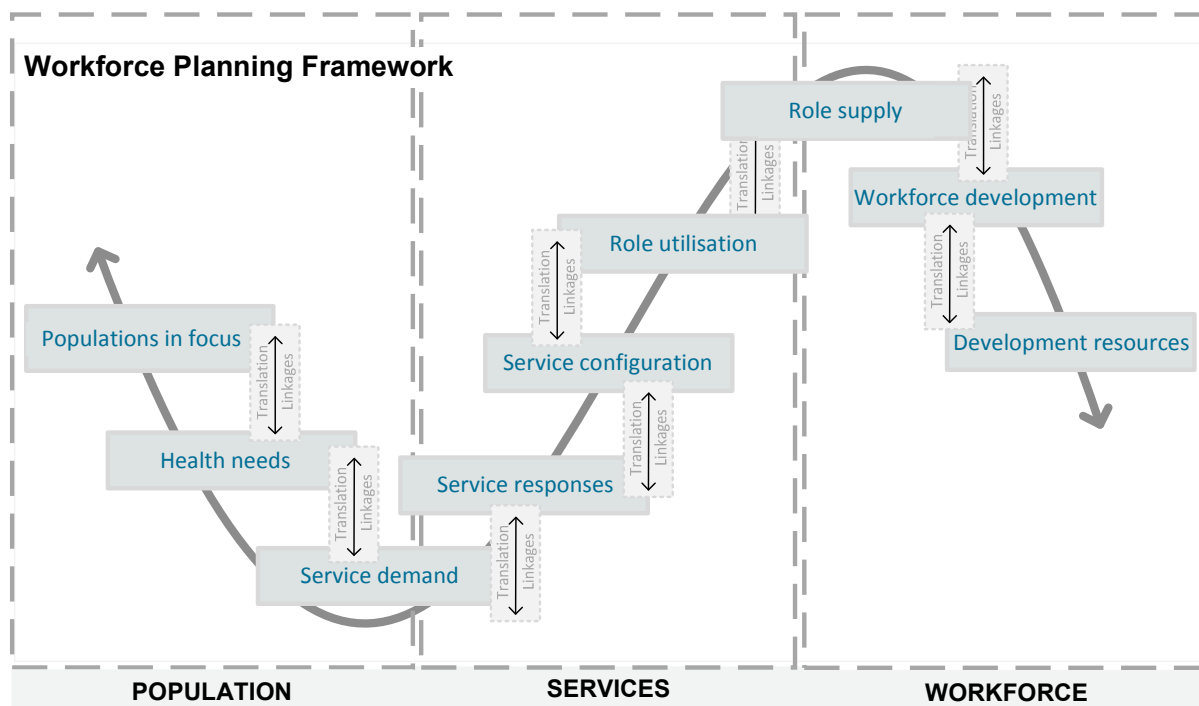 Workforce Planning Framework
Role supply
Translation
Linkages
Workforce development
Translation
Linkages
Role utilisation
Translation
Linkages
Translation
Linkages
Populations in focus
Development resources
Service configuration
Translation
Linkages
Translation
Linkages
Health needs
Service responses
Translation
Linkages
Translation
Linkages
Service demand
POPULATION
SERVICES
WORKFORCE